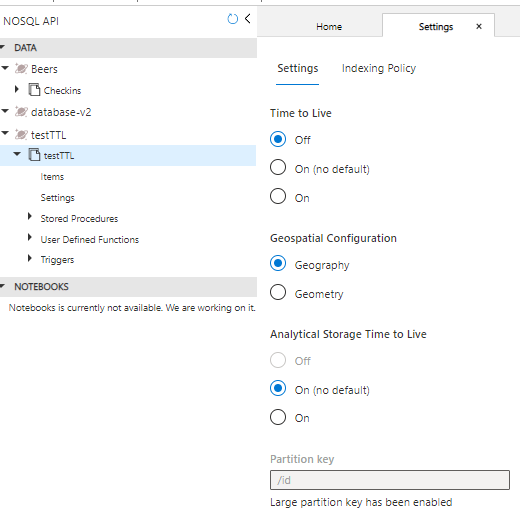 NOSQL API
DATA
Beers
Checkins
database-v2
testTTL
testTTL
Items
Settings
Stored Procedures
User Defined Functions
Triggers
NOTEBOOKS
Notebooks is currently not available. We are working on it.
Home
Settings
Settings
Indexing Policy
Time to Live
Off
On (no default)
On
Geospatial Configuration
Geography
Geometry
Analytical Storage Time to Live
Off
On (no default)
On
Partition key
/id
Large partition key has been enabled